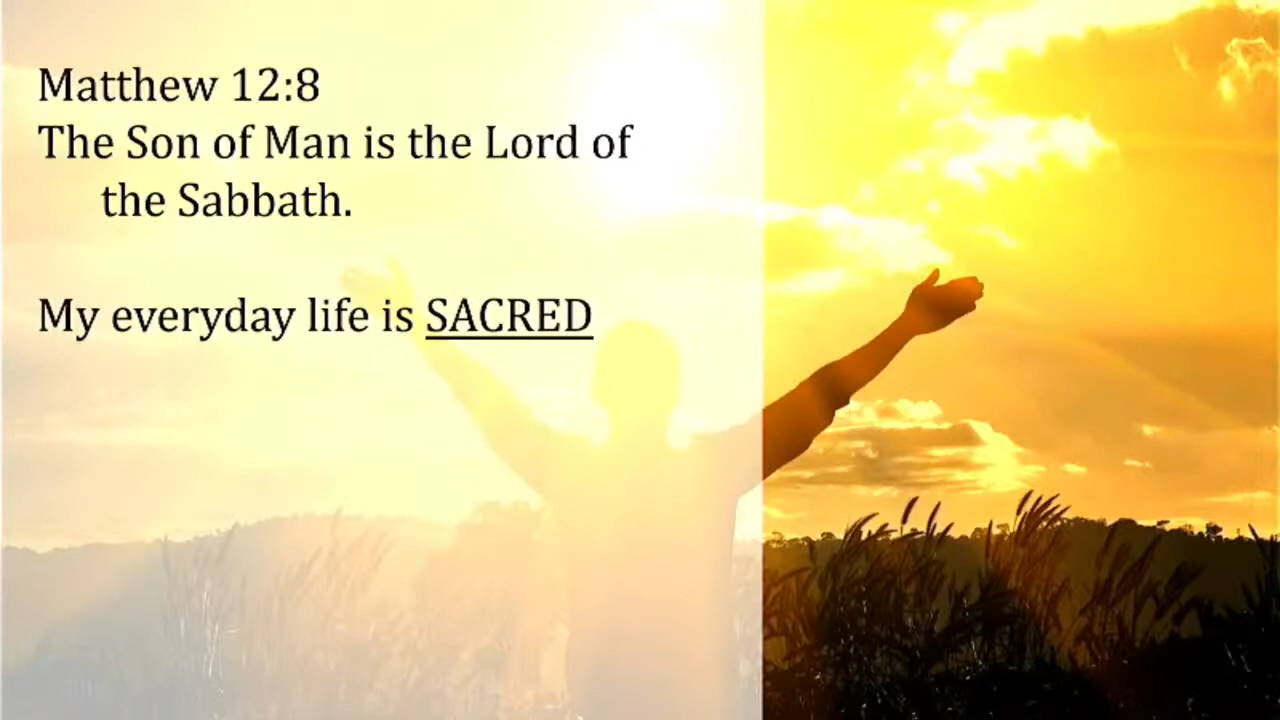 Matthew 12:8
The Son of Man is the Lord of
the Sabbath.
My everyday life is SACRED